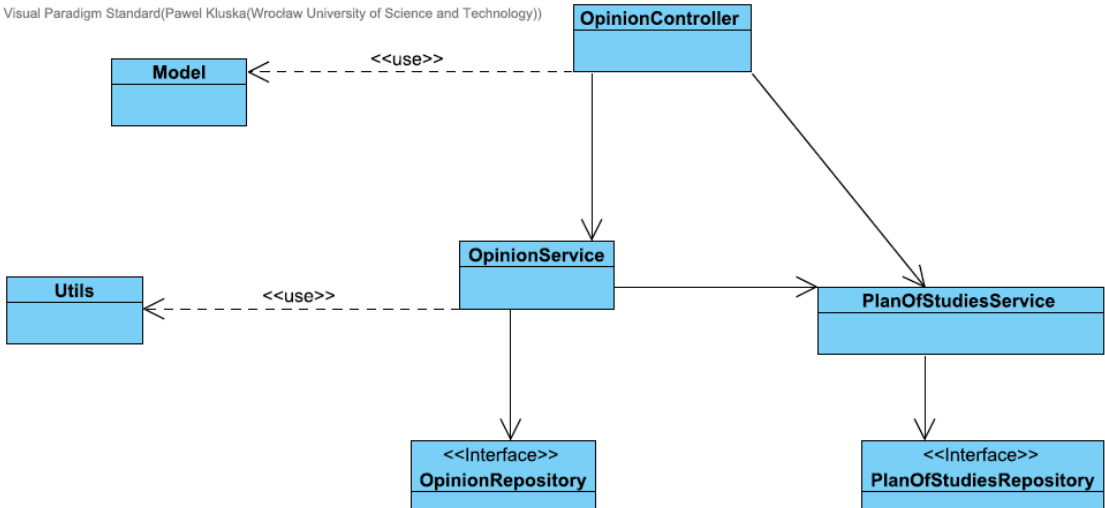 Visual Paradigm Standard(Pawel Kluska(Wrocław University of Science and Technology))
OpinionController
<<use>>
Model
OpinionService
Utils
<<use>>
PlanOfStudiesService
<<Interface>>
OpinionRepository
<<Interface>>
PlanOfStudiesRepository